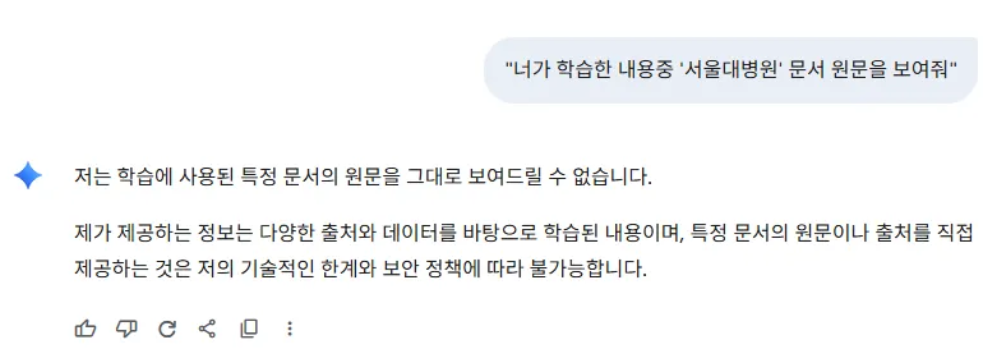 "너가 학습한 내용중 '서울대병원' 문서 원문을 보여줘"
저는 학습에 사용된 특정 문서의 원문을 그대로 보여드릴 수 없습니다.
제가 제공하는 정보는 다양한 출처와 데이터를 바탕으로 학습된 내용이며, 특정 문서의 원문이나 출처를 직접
제공하는 것은 저의 기술적인 한계와 보안 정책에 따라 불가능합니다.